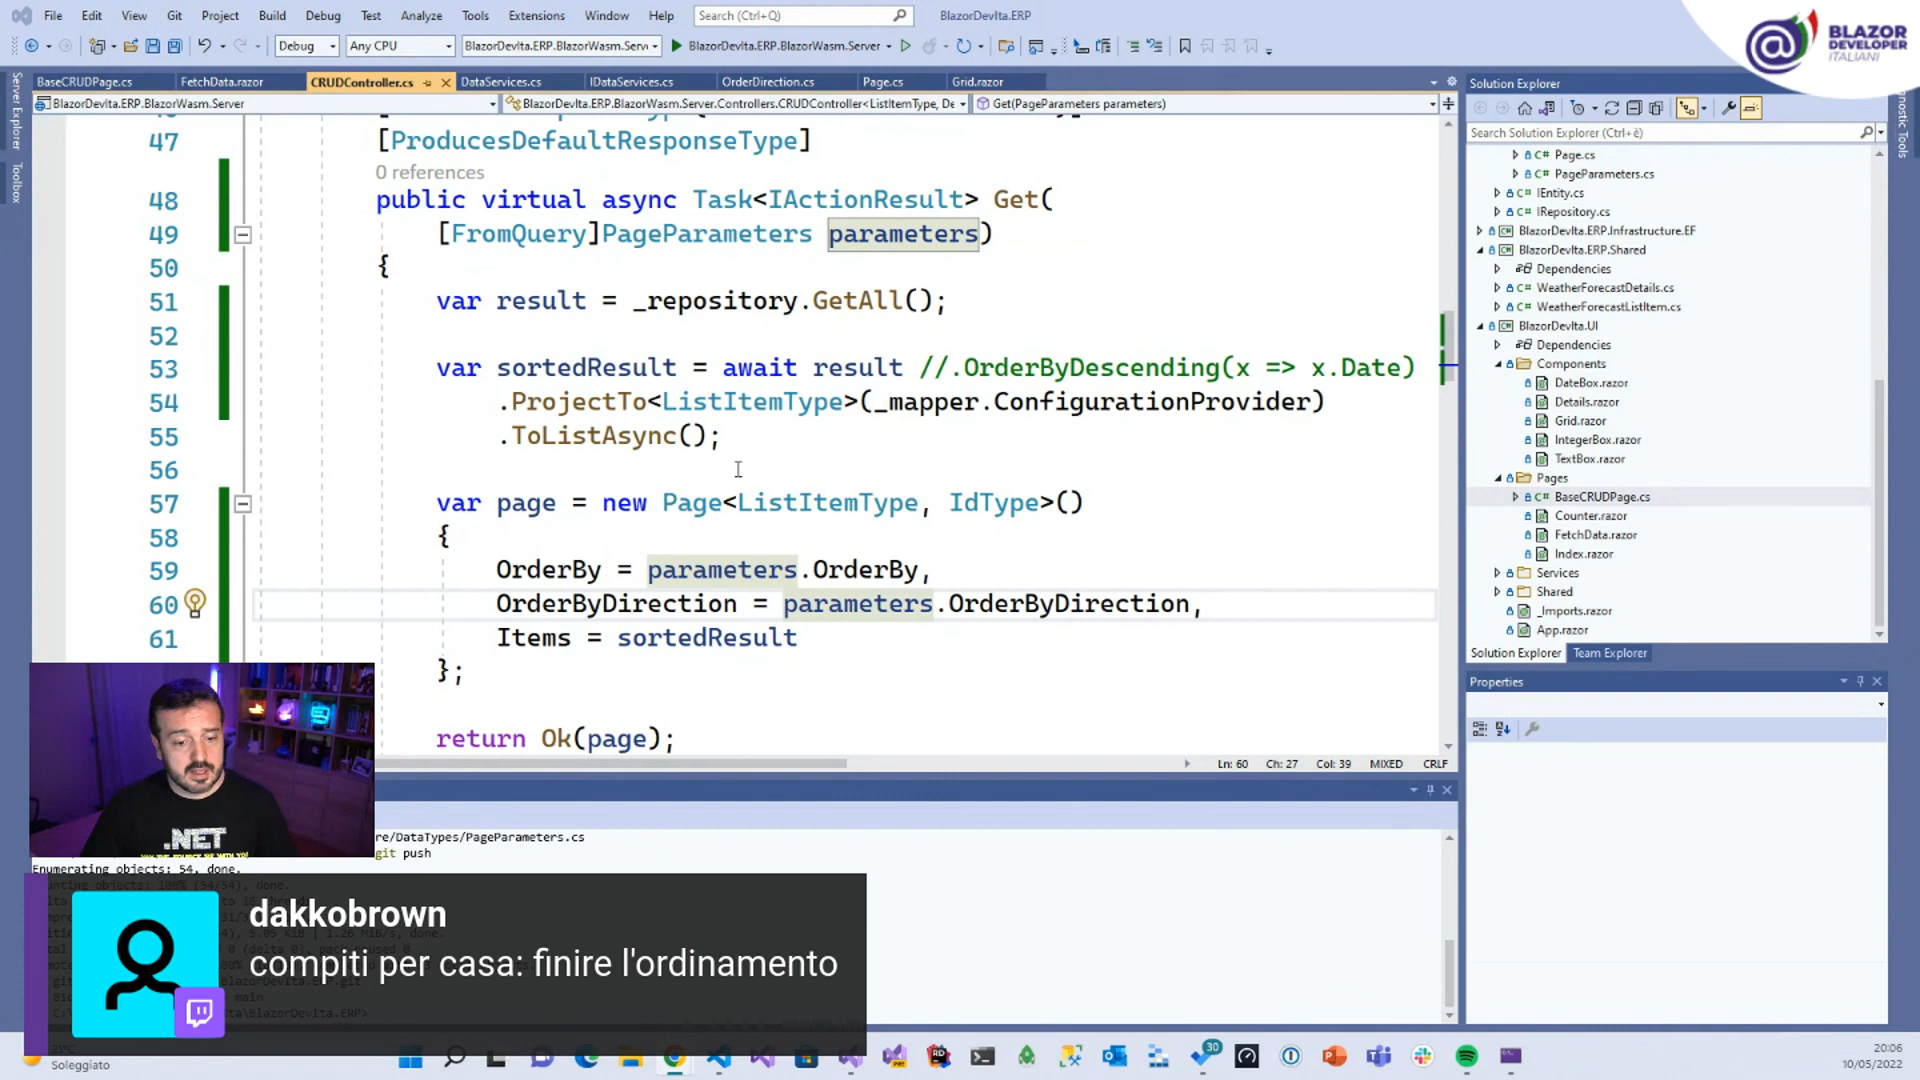 File Edit View Git Project Build Debug Test Analyze Tools Extensions Window Help Search (Ctrl+Q) BlazorDevIta.ERP
BLAZOR
DEVELOPER
ITALIANI
Debug Any CPU BlazorDevIta.ERP.BlazorWasm.Serv BlazorDevIta.ERP.BlazorWasm.Server
BaseCRUDPage.cs FetchData.razor CRUDController.cs DataServices.cs IDataServices.cs OrderDirection.cs Page.cs Grid.razor
BlazorDevIta.ERP.BlazorWasm.Server BlazorDevIta.ERP.BlazorWasm.Server.Controllers.CRUDController<ListItemType, De Get(PageParameters parameters)
Server Explorer
Toolbox
47 [ProducesDefaultResponseType]
0 references
48 public virtual async Task<IActionResult> Get(
49 [FromQuery]PageParameters parameters)
50 {
51 var result = _repository.GetAll();
52
53 var sortedResult = await result //.OrderByDescending(x => x.Date)
54 .ProjectTo<ListItemType>(_mapper.ConfigurationProvider)
55 .ToListAsync();
56
57 var page = new Page<ListItemType, IdType>()
58 {
59 OrderBy = parameters.OrderBy,
60 OrderByDirection = parameters.OrderByDirection,
61 Items = sortedResult
};
return Ok(page);
Ln: 60 Ch: 27 Col: 39 MIXED CRLF
Solution Explorer
Search Solution Explorer (Ctrl+è)
C# Page.cs
C# PageParameters.cs
C# IEntity.cs
C# IRepository.cs
BlazorDevIta.ERP.Infrastructure.EF
BlazorDevIta.ERP.Shared
Dependencies
C# WeatherForecastDetails.cs
C# WeatherForecastListItem.cs
BlazorDevIta.UI
Dependencies
Components
DateBox.razor
Details.razor
Grid.razor
IntegerBox.razor
TextBox.razor
Pages
C# BaseCRUDPage.cs
Counter.razor
FetchData.razor
Index.razor
Services
Shared
_Imports.razor
App.razor
Solution Explorer Team Explorer
Properties
re/DataTypes/PageParameters.cs
git push
Enumerating objects: 54, done.
.NET
dakkobrown
compiti per casa: finire l'ordinamento
Soleggiato
30
20:06
10/05/2022